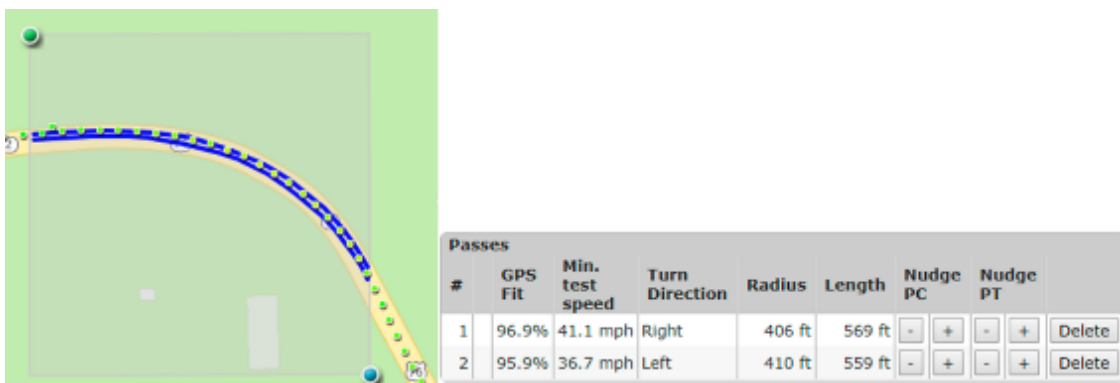 Passes
# GPS Fit Min. test speed Turn Direction Radius Length Nudge PC Nudge PT
1 96.9% 41.1 mph Right 406 ft 569 ft - + - + Delete
2 95.9% 36.7 mph Left 410 ft 559 ft - + - + Delete